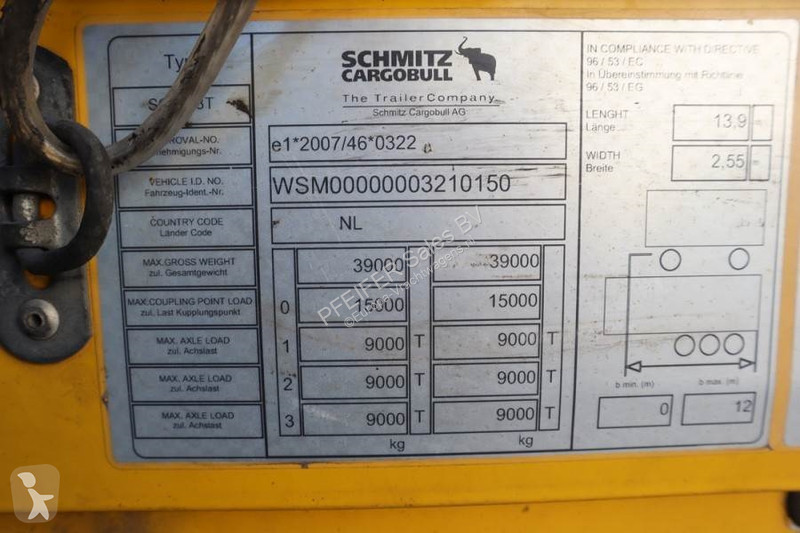 SCHMITZ
CARGOBULL
The TrailerCompany
Schmitz Cargobull AG
APPROVAL-NO.
Genehmigungs-Nr.
e1*2007/46*0322
VEHICLE I.D. NO.
Fahrzeug-Ident.-Nr.
WSM00000003210150
COUNTRY CODE
Länder Code
NL
MAX.GROSS WEIGHT
zul. Gesamtgewicht
39000 39000
MAX.COUPLING POINT LOAD
zul. Last Kupplungspunkt
0 15000 15000
MAX. AXLE LOAD
zul. Achslast
1 9000 T 9000 T
MAX. AXLE LOAD
zul. Achslast
2 9000 T 9000 T
MAX. AXLE LOAD
zul. Achslast
3 9000 T 9000 T
kg kg
IN COMPLIANCE WITH DIRECTIVE
96 / 53 / EC
in Übereinstimmung mit Richtlinie
96 / 53 / EG
LENGHT
Länge
13,9 m
WIDTH
Breite
2,55 m
b min. (m) b max. (m)
0 12
PFEIFER Sales B.V.